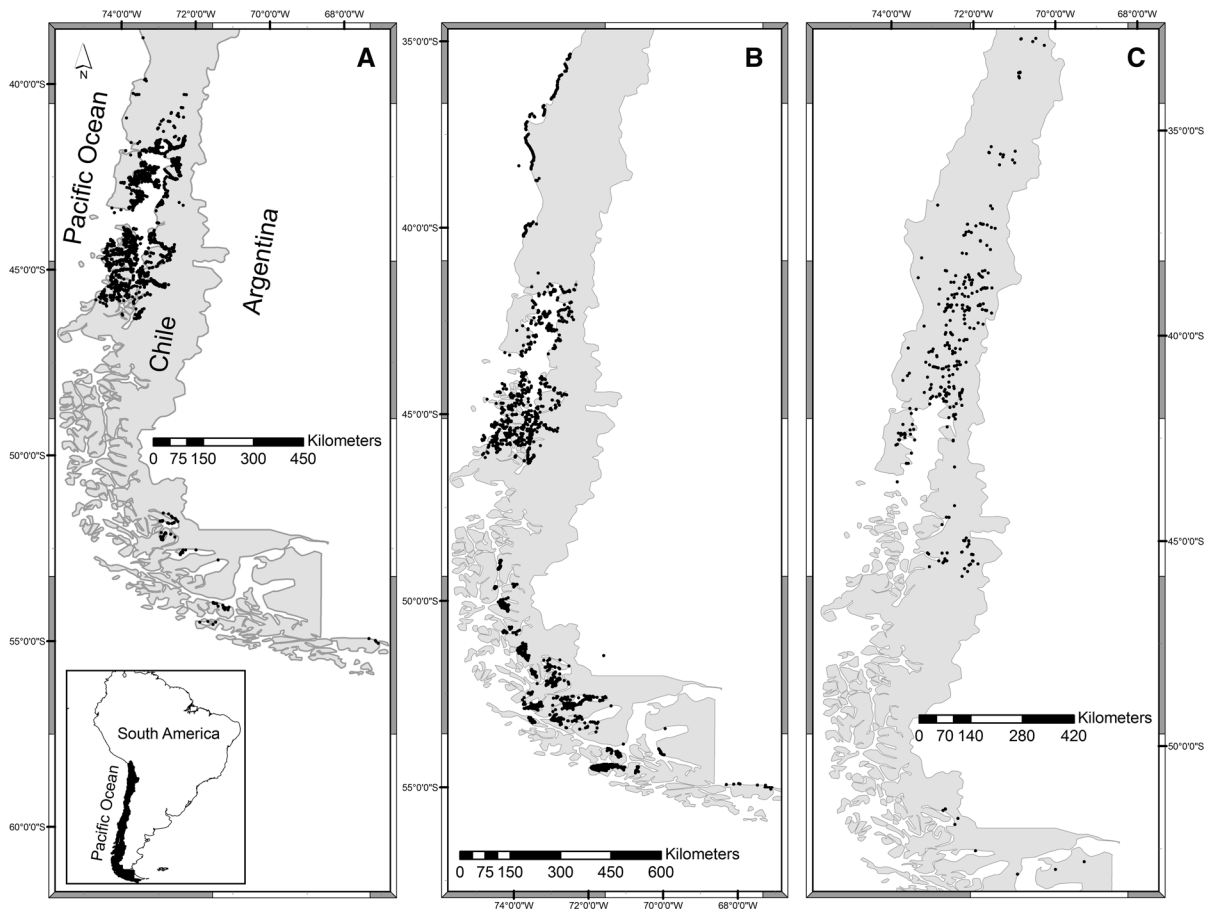 74°0'0"W 72°0'0"W 70°0'0"W 68°0'0"W
A
N
40°0'0"S
45°0'0"S
50°0'0"S
55°0'0"S
60°0'0"S
Pacific Ocean
Argentina
Chile
Kilometers
0 75 150 300 450
South America
Pacific Ocean
B
35°0'0"S
40°0'0"S
45°0'0"S
50°0'0"S
55°0'0"S
Kilometers
0 75 150 300 450 600
74°0'0"W 72°0'0"W 70°0'0"W 68°0'0"W
74°0'0"W 72°0'0"W 70°0'0"W 68°0'0"W
C
35°0'0"S
40°0'0"S
45°0'0"S
50°0'0"S
Kilometers
0 70 140 280 420